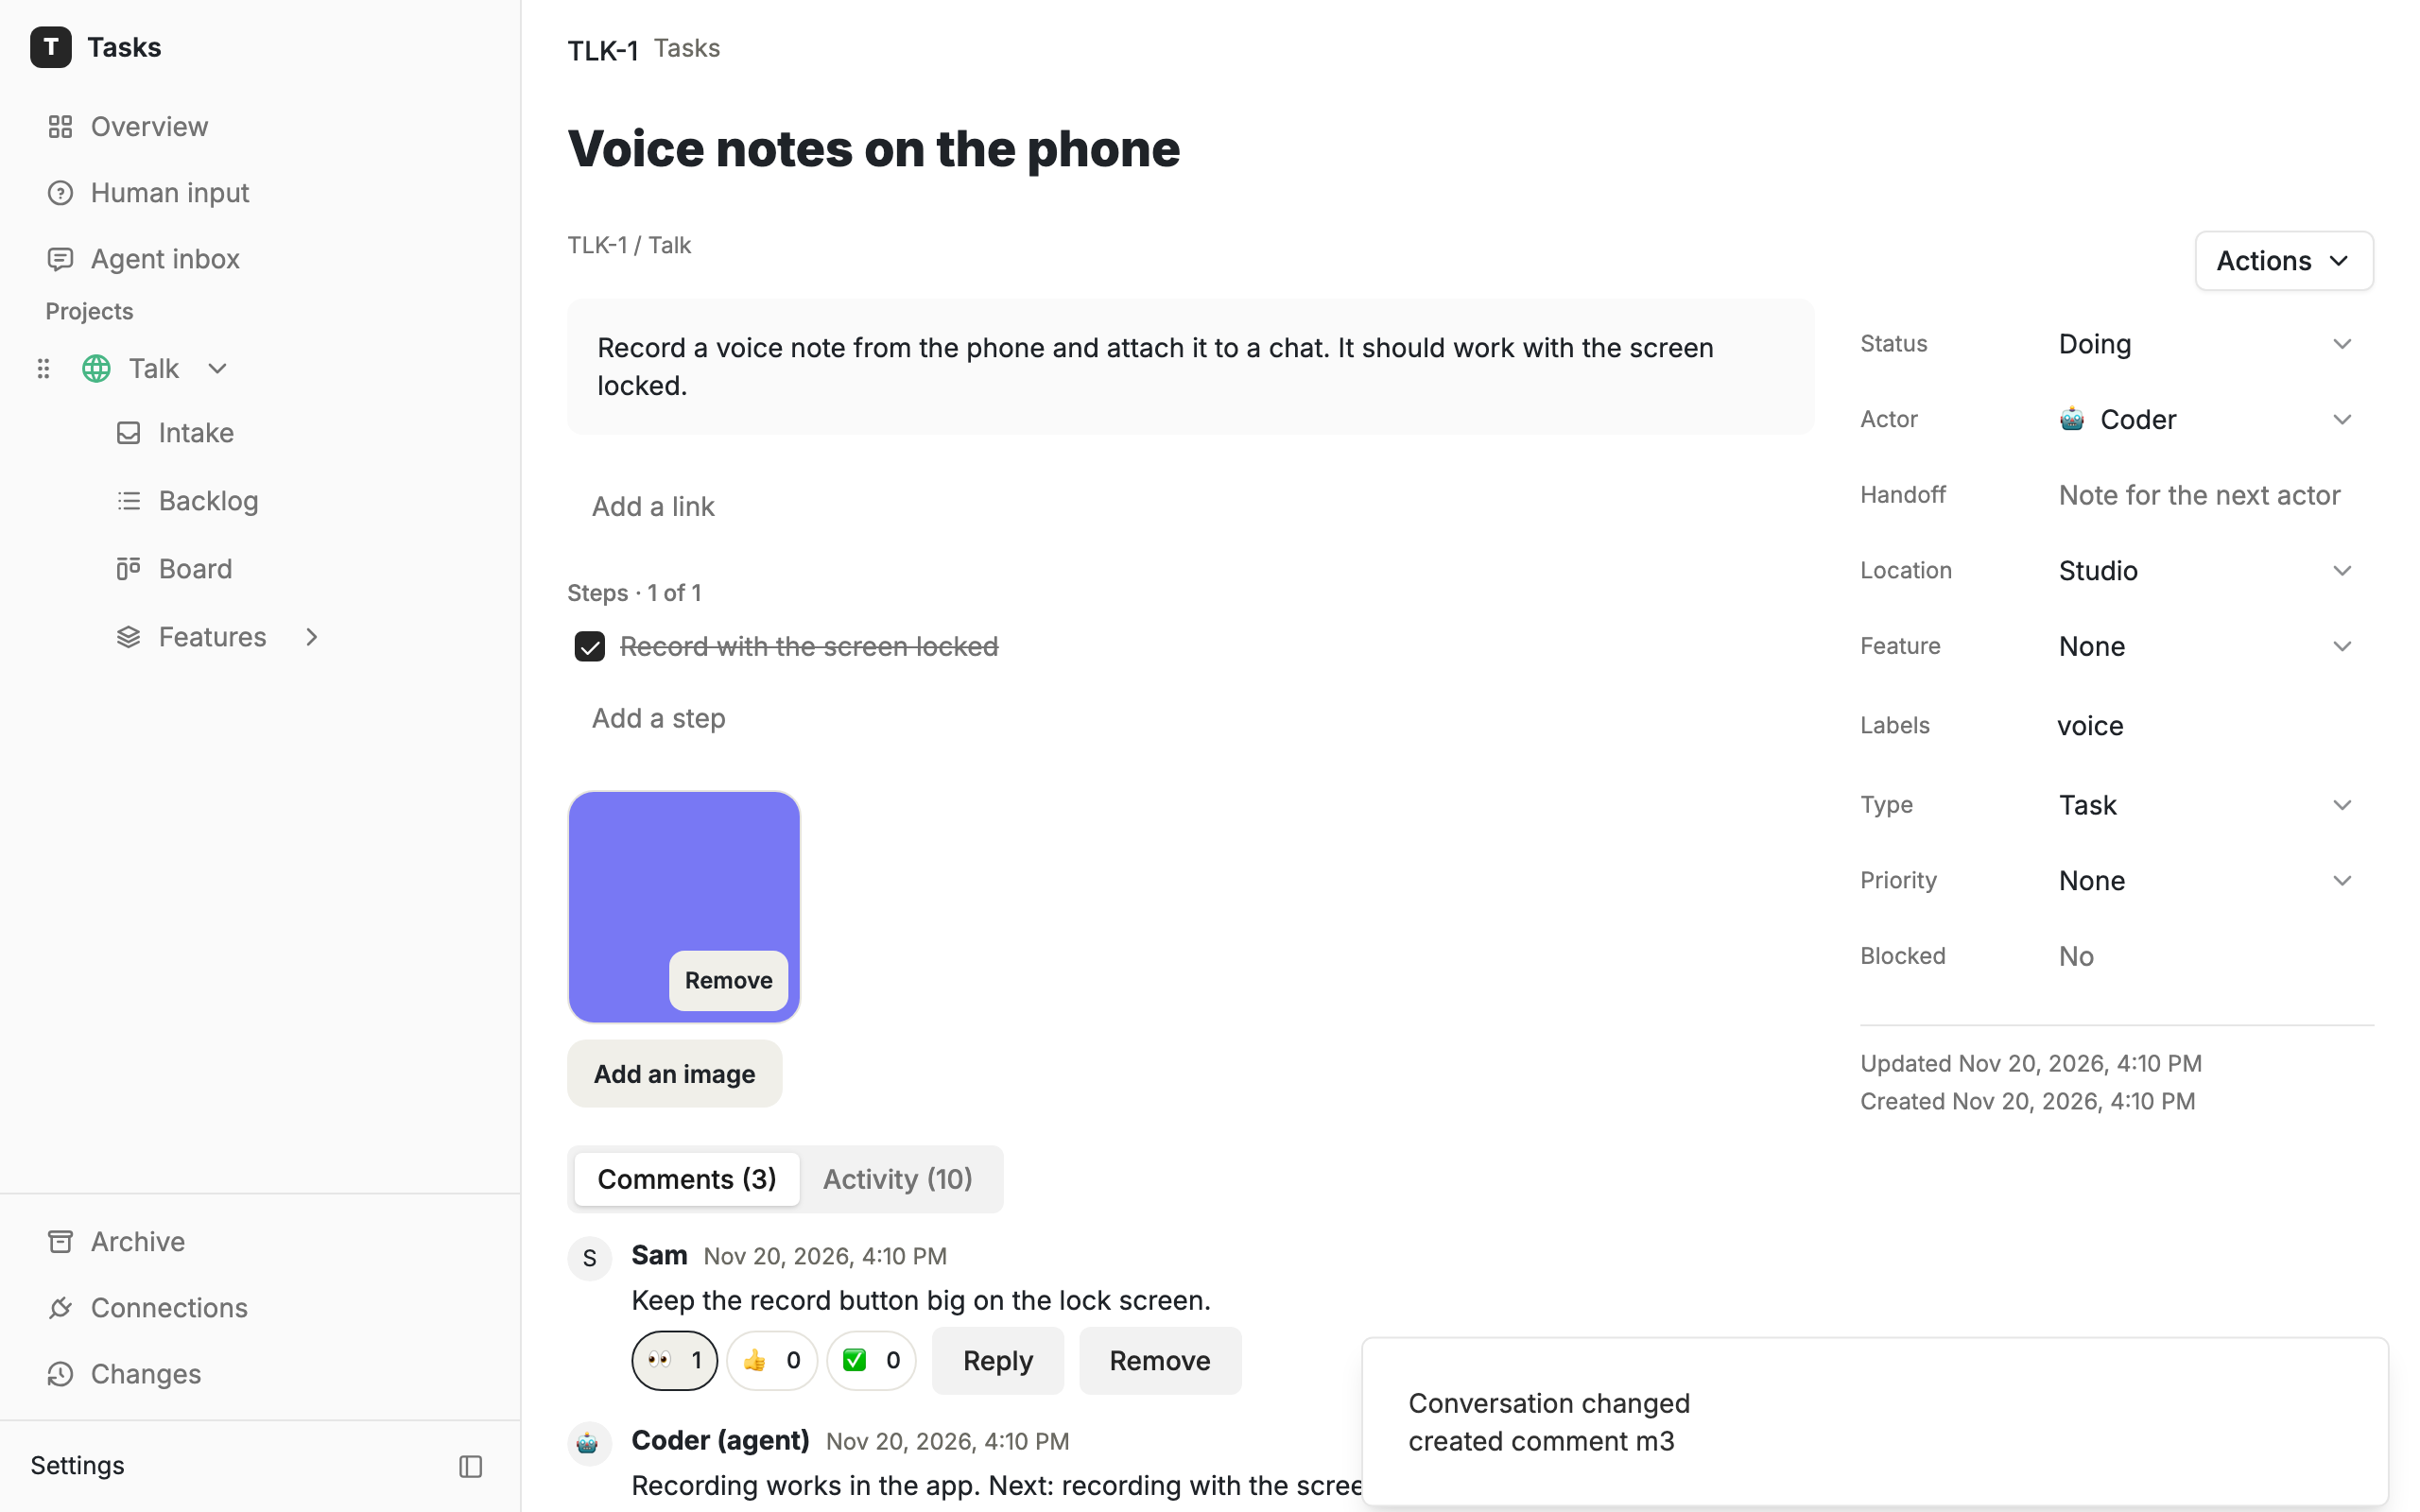 T Tasks
Overview
Human input
Agent inbox
Projects
Talk
Intake
Backlog
Board
Features
Archive
Connections
Changes
Settings
TLK-1 Tasks
Voice notes on the phone
TLK-1 / Talk
Actions
Record a voice note from the phone and attach it to a chat. It should work with the screen
locked.
Add a link
Steps · 1 of 1
Record with the screen locked
Add a step
Remove
Add an image
Status Doing
Actor Coder
Handoff Note for the next actor
Location Studio
Feature None
Labels voice
Type Task
Priority None
Blocked No
Updated Nov 20, 2026, 4:10 PM
Created Nov 20, 2026, 4:10 PM
Comments (3) Activity (10)
S Sam Nov 20, 2026, 4:10 PM
Keep the record button big on the lock screen.
👀 1 👍 0 ✅ 0 Reply Remove
Coder (agent) Nov 20, 2026, 4:10 PM
Recording works in the app. Next: recording with the
Conversation changed
created comment m3